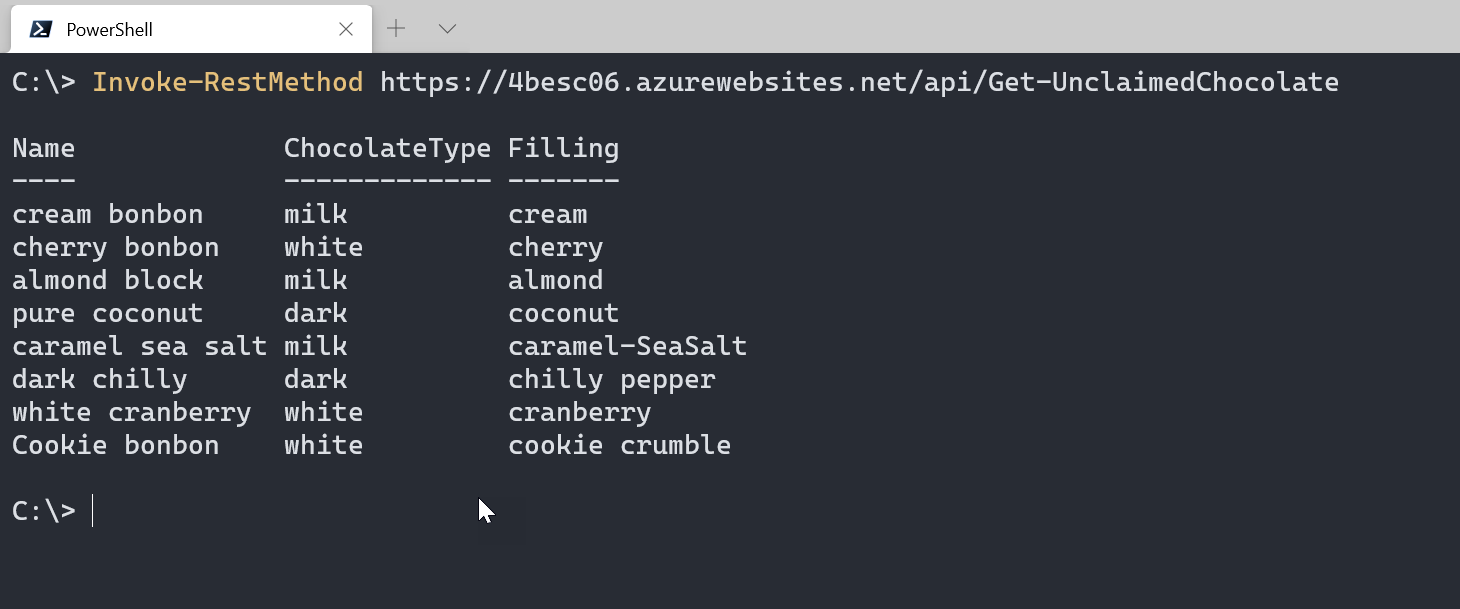 PowerShell
C:\> Invoke-RestMethod https://4besc06.azurewebsites.net/api/Get-UnclaimedChocolate
Name ChocolateType Filling
---- ------------- -------
cream bonbon milk cream
cherry bonbon white cherry
almond block milk almond
pure coconut dark coconut
caramel sea salt milk caramel-SeaSalt
dark chilly dark chilly pepper
white cranberry white cranberry
Cookie bonbon white cookie crumble
C:\>